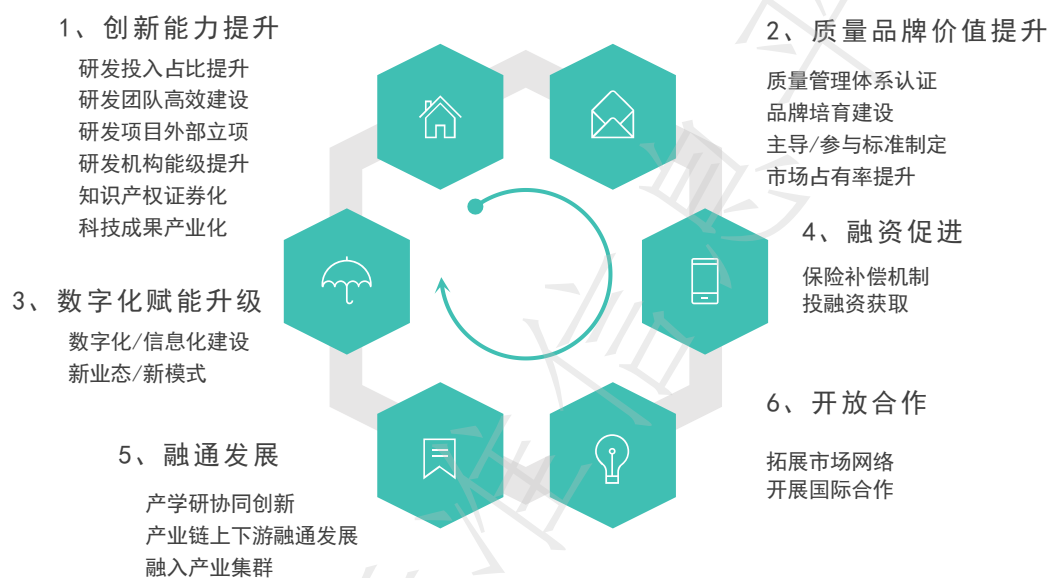 1、创新能力提升
研发投入占比提升
研发团队高效建设
研发项目外部立项
研发机构能级提升
知识产权证券化
科技成果产业化
2、质量品牌价值提升
质量管理体系认证
品牌培育建设
主导/参与标准制定
市场占有率提升
3、数字化赋能升级
数字化/信息化建设
新业态/新模式
4、融资促进
保险补偿机制
投融资获取
5、融通发展
产学研协同创新
产业链上下游融通发展
融入产业集群
6、开放合作
拓展市场网络
开展国际合作